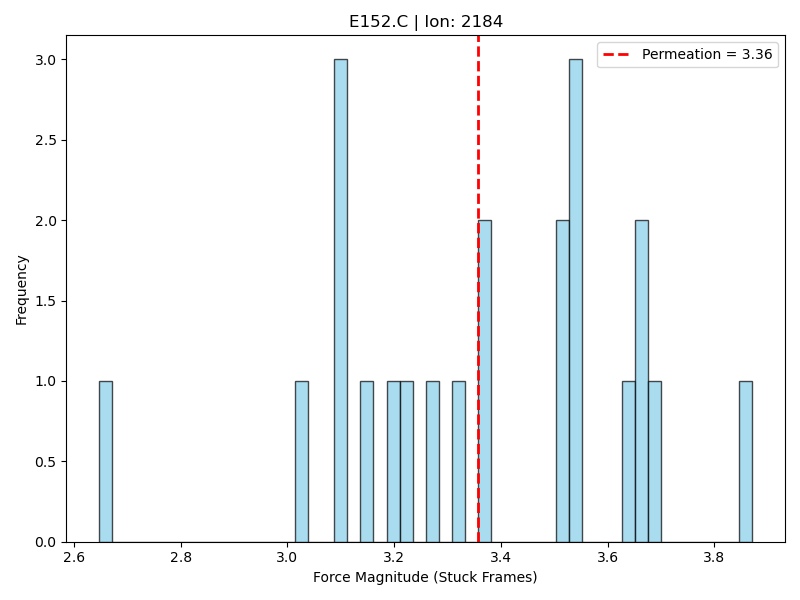 E152.C | Ion: 2184
Permeation = 3.36
Frequency
3.0
2.5
2.0
1.5
1.0
0.5
0.0
2.6 2.8 3.0 3.2 3.4 3.6 3.8
Force Magnitude (Stuck Frames)